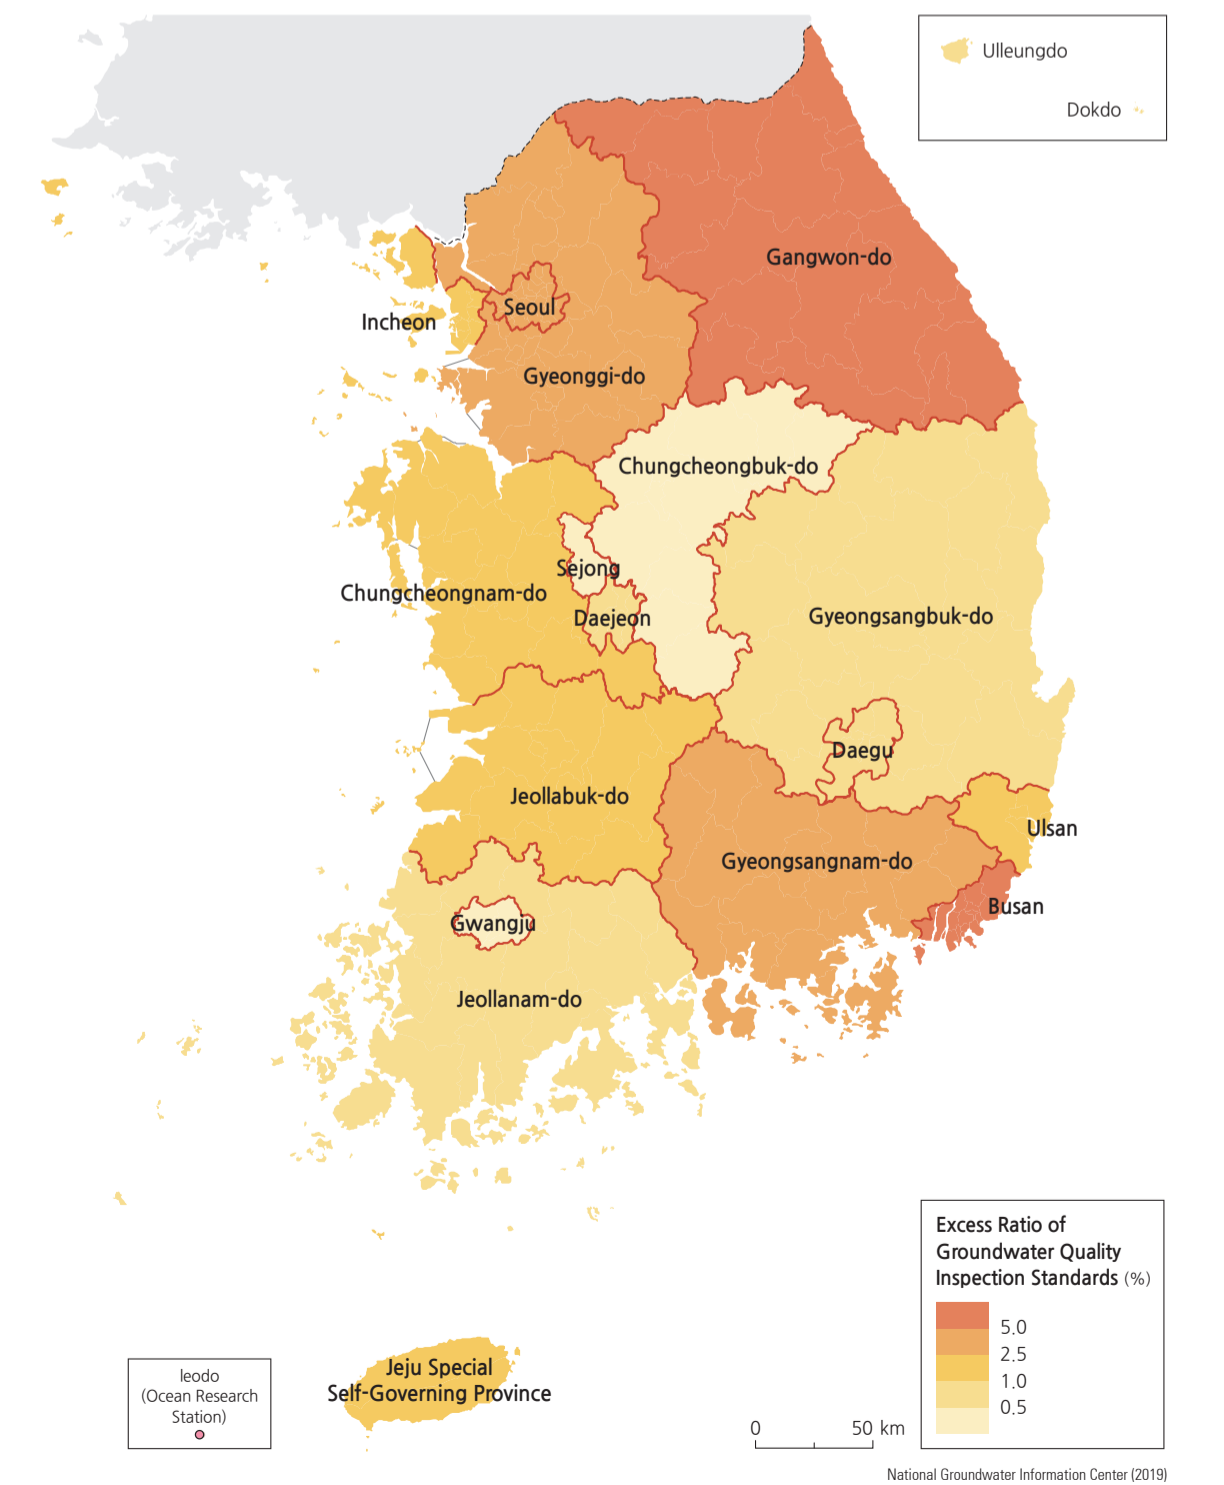 Ulleungdo
Dokdo
Gangwon-do
Seoul
Incheon
Gyeonggi-do
Chungcheongbuk-do
Sejong
Chungcheongnam-do
Daejeon
Gyeongsangbuk-do
Daegu
Jeollabuk-do
Ulsan
Gyeongsangnam-do
Busan
Gwangju
Jeollanam-do
Excess Ratio of
Groundwater Quality
Inspection Standards (%)
5.0
2.5
1.0
0.5
Jeju Special
Self-Governing Province
Ieodo
(Ocean Research
Station)
0 50 km
National Groundwater Information Center (2019)